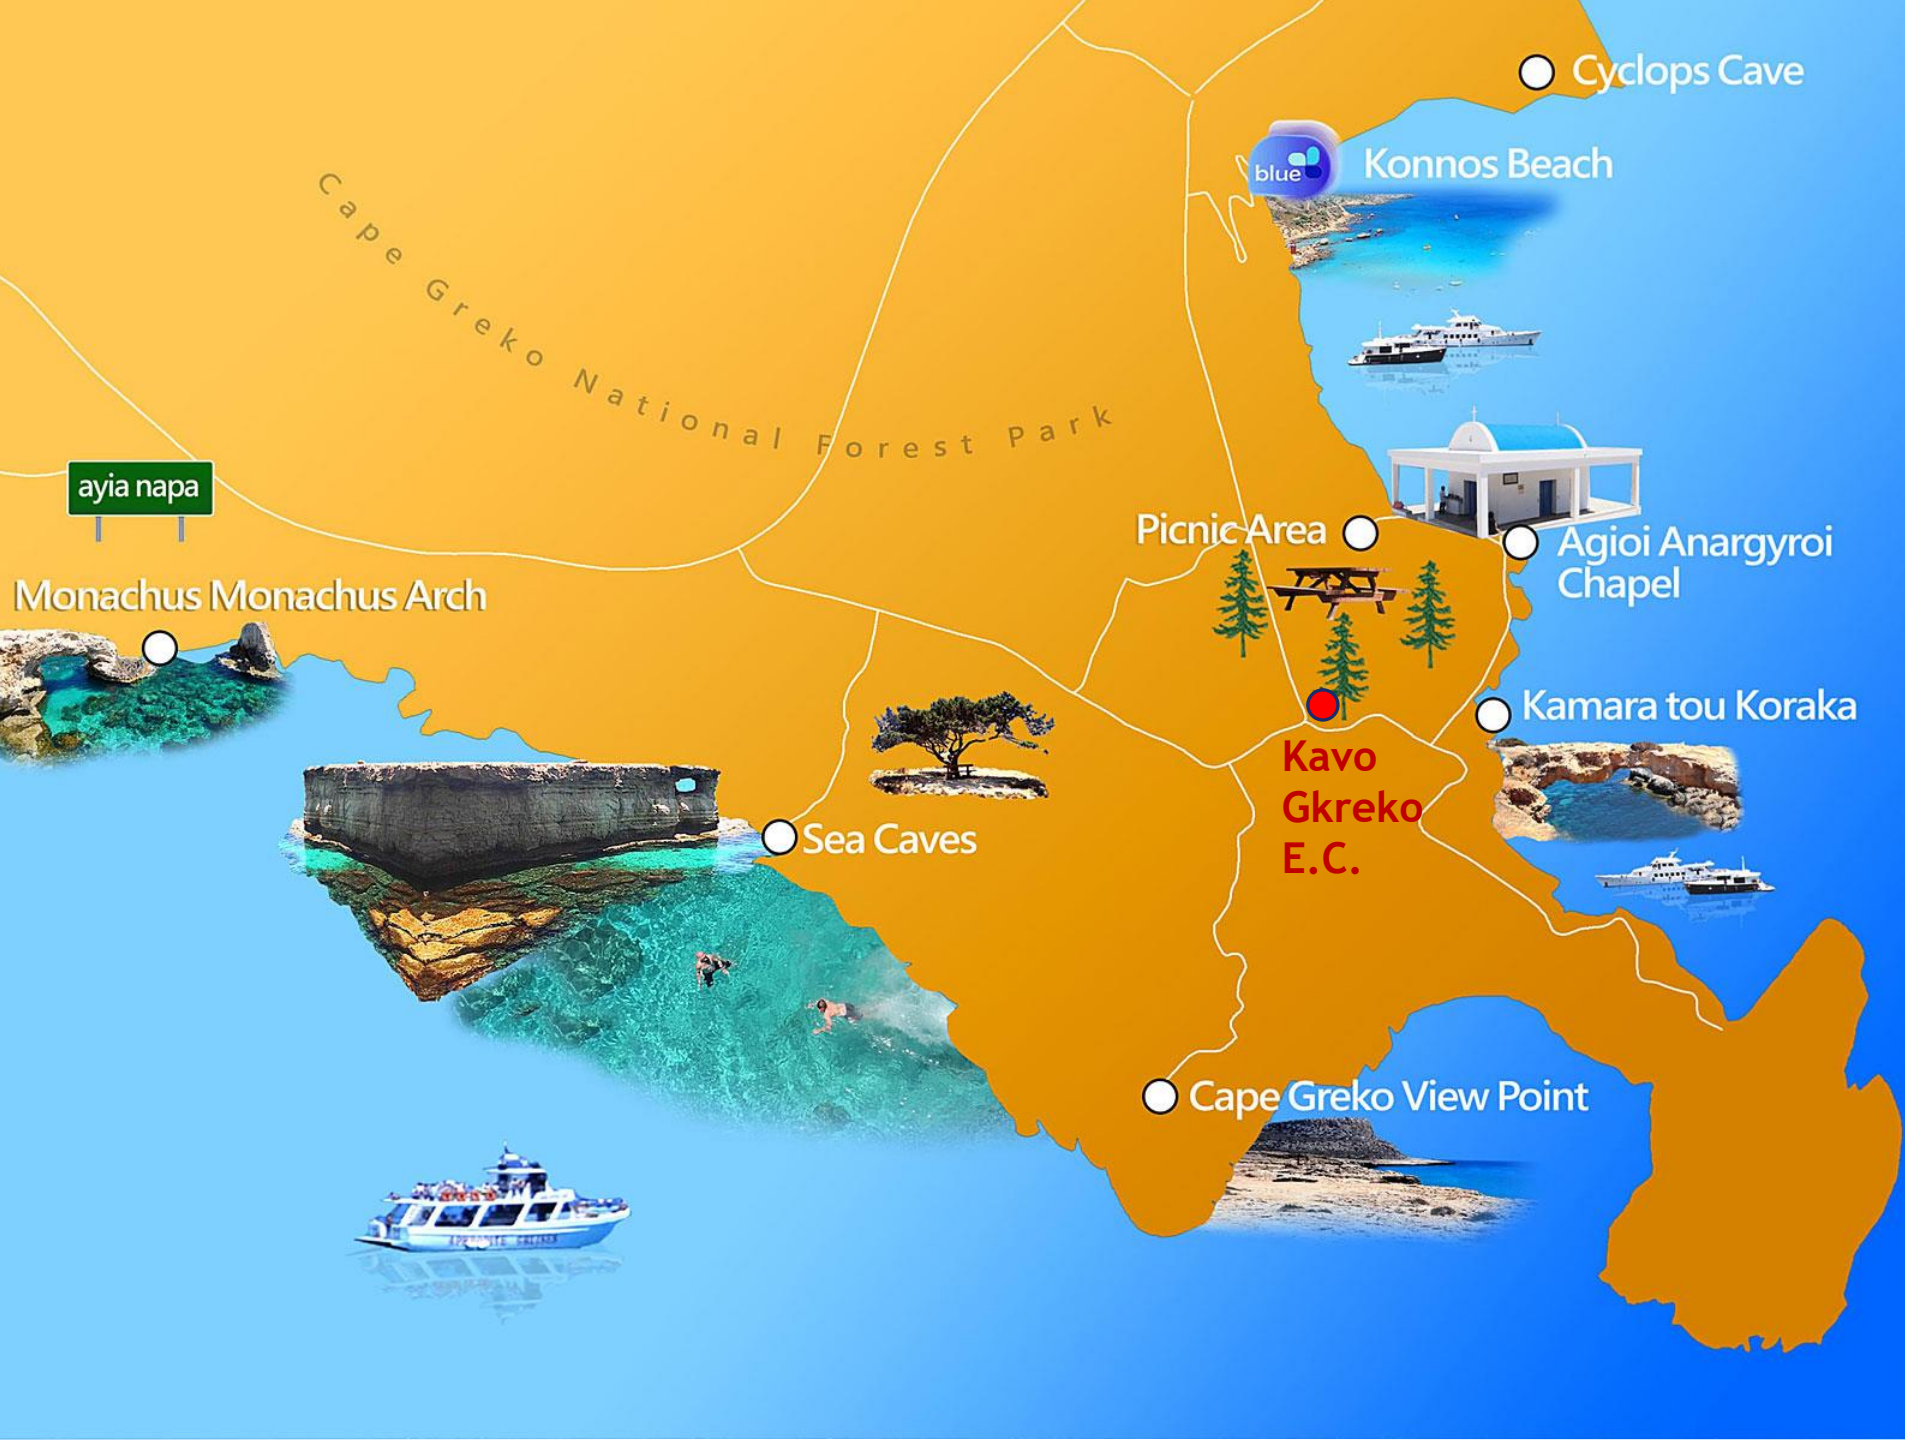 Cyclops Cave
blue
Konnos Beach
Cape Greko National Forest Park
ayia napa
Picnic Area
Agioi Anargyroi
Chapel
Monachus Monachus Arch
Kamara tou Koraka
Kavo
Gkreko
E.C.
Sea Caves
Cape Greko View Point